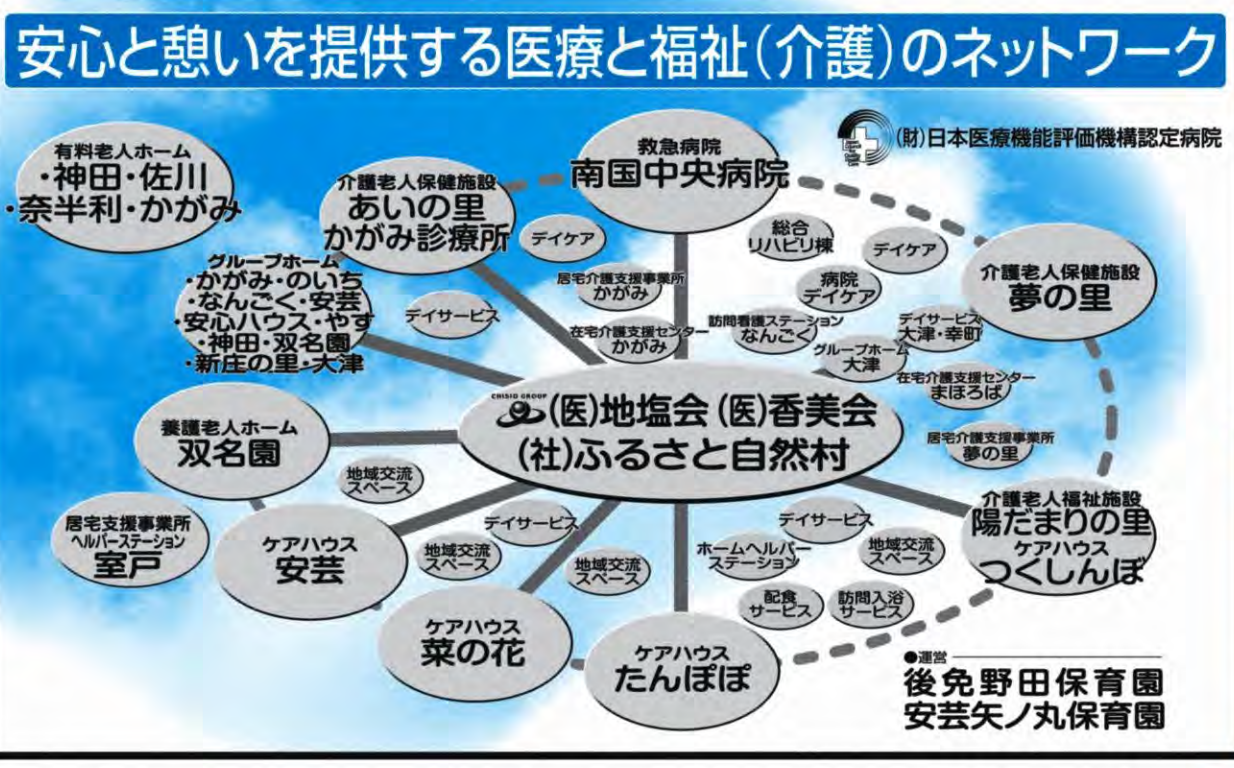 安心と憩いを提供する医療と福祉(介護)のネットワーク
(財)日本医療機能評価機構認定病院
有料老人ホーム
・神田・佐川
・奈半利・かがみ
介護老人保健施設
あいの里
かがみ診療所
救急病院
南国中央病院
デイケア
総合
リハビリ棟
デイケア
介護老人保健施設
夢の里
グループホーム
・かがみ・のいち
・なんごく・安芸
・安心ハウス・やす
・神田・双名園
・新庄の里・大津
デイサービス
居宅介護支援事業所
かがみ
病院
デイケア
在宅介護支援センター
かがみ
訪問看護ステーション
なんごく
デイサービス
大津・幸町
グループホーム
大津
在宅介護支援センター
まほろば
CHISIO GROUP
(医)地塩会 (医)香美会
(社)ふるさと自然村
居宅介護支援事業所
夢の里
養護老人ホーム
双名園
地域交流
スペース
居宅支援事業所
ヘルパーステーション
室戸
ケアハウス
安芸
デイサービス
地域交流
スペース
地域交流
スペース
デイサービス
ホームヘルパー
ステーション
地域交流
スペース
配食
サービス
訪問入浴
サービス
介護老人福祉施設
陽だまりの里
ケアハウス
つくしんぼ
ケアハウス
菜の花
ケアハウス
たんぽぽ
●運営
後免野田保育園
安芸矢ノ丸保育園